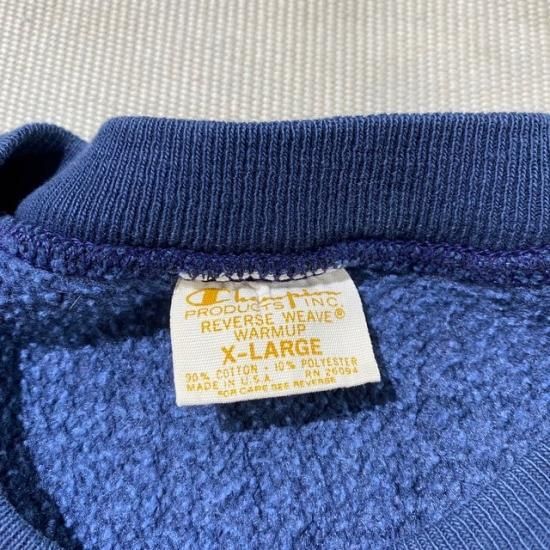 Champion
PRODUCTS INC.
REVERSE WEAVE®
WARMUP
X-LARGE
90% COTTON · 10% POLYESTER
MADE IN U.S.A. RN 26094
FOR CARE SEE REVERSE